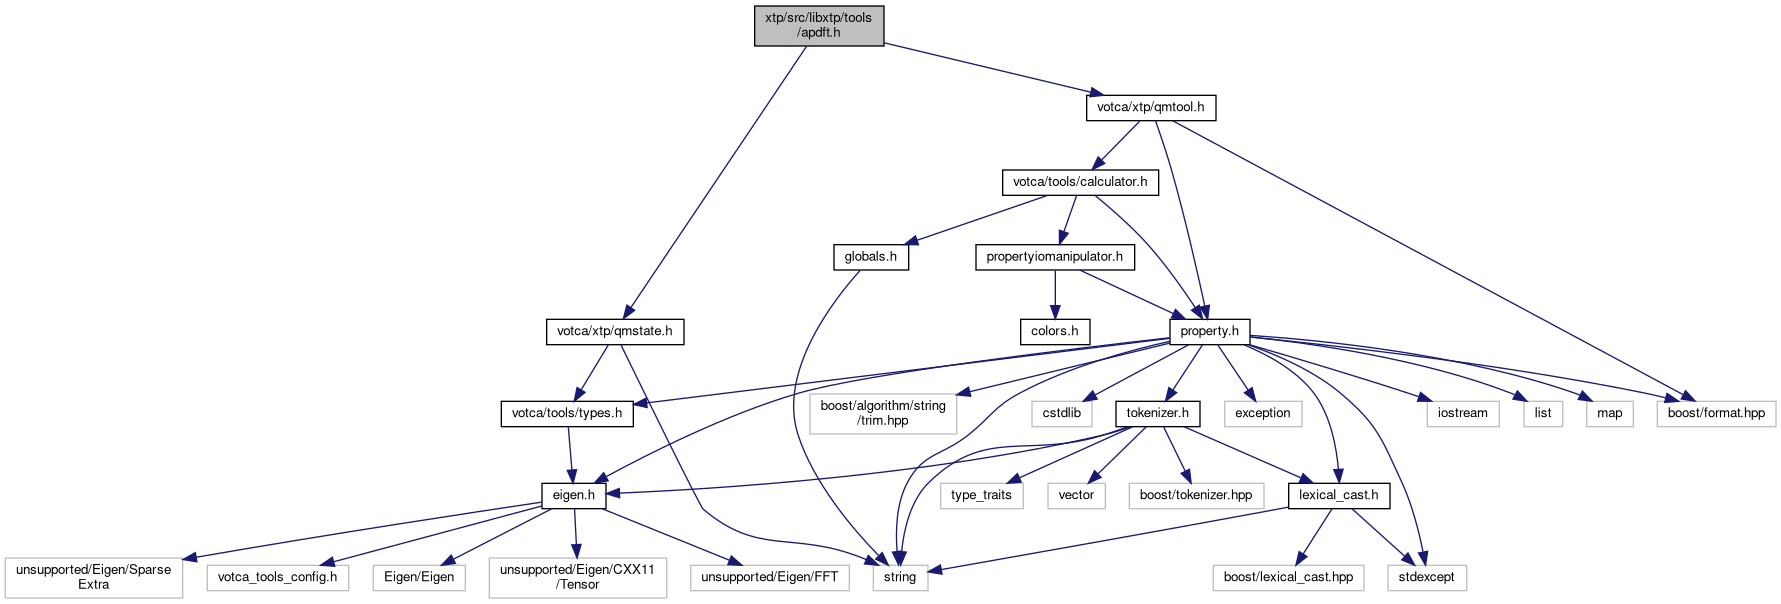 xtp/src/libxtp/tools
/apdft.h
votca/xtp/qmtool.h
votca/tools/calculator.h
globals.h
propertyiomanipulator.h
votca/xtp/qmstate.h
colors.h
property.h
votca/tools/types.h
boost/algorithm/string
/trim.hpp
cstdlib
tokenizer.h
exception
iostream
list
map
boost/format.hpp
eigen.h
type_traits
vector
boost/tokenizer.hpp
lexical_cast.h
unsupported/Eigen/Sparse
Extra
votca_tools_config.h
Eigen/Eigen
unsupported/Eigen/CXX11
/Tensor
unsupported/Eigen/FFT
string
boost/lexical_cast.hpp
stdexcept